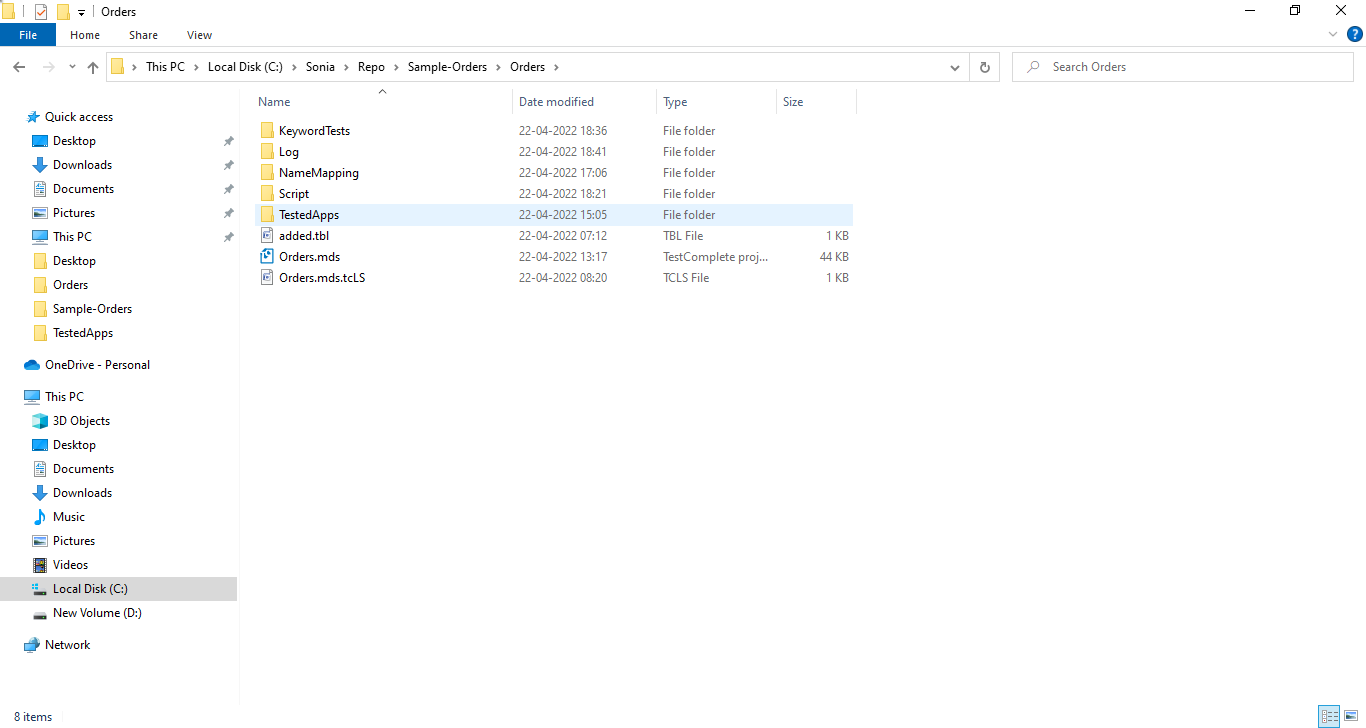 Orders
File Home Share View
This PC Local Disk (C:) Sonia Repo Sample-Orders Orders Search Orders
Name Date modified Type Size
Quick access
Desktop
Downloads
Documents
Pictures
This PC
Desktop
Orders
Sample-Orders
TestedApps
OneDrive - Personal
This PC
3D Objects
Desktop
Documents
Downloads
Music
Pictures
Videos
Local Disk (C:)
New Volume (D:)
Network
KeywordTests 22-04-2022 18:36 File folder
Log 22-04-2022 18:41 File folder
NameMapping 22-04-2022 17:06 File folder
Script 22-04-2022 18:21 File folder
TestedApps 22-04-2022 15:05 File folder
added.tbl 22-04-2022 07:12 TBL File 1 KB
Orders.mds 22-04-2022 13:17 TestComplete proj... 44 KB
Orders.mds.tcLS 22-04-2022 08:20 TCLS File 1 KB
8 items